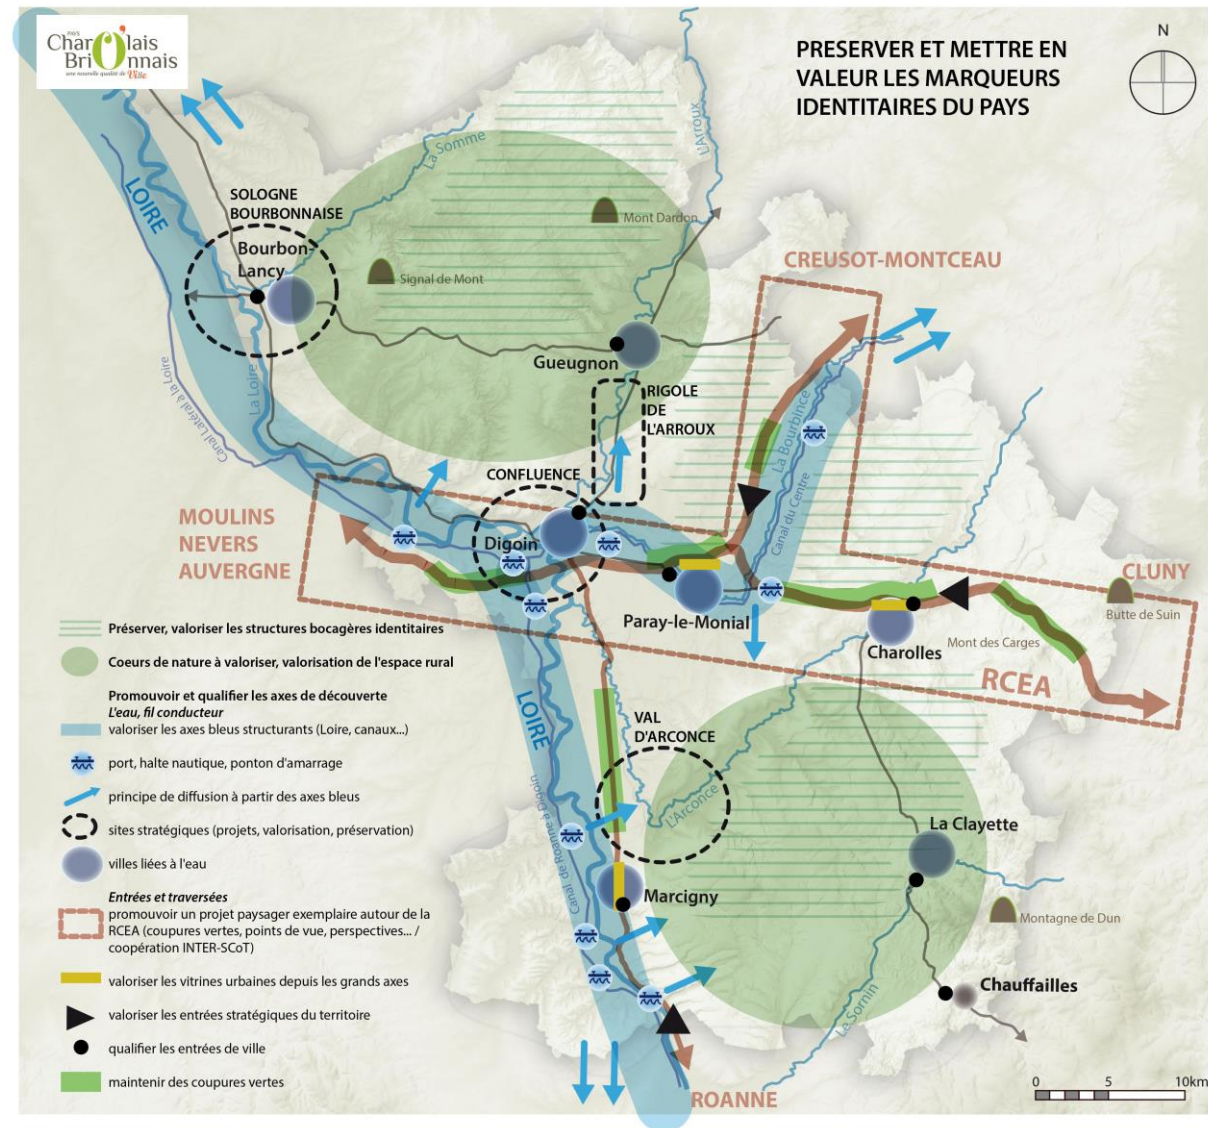 PAYS
Charolais
Brionnais
une nouvelle qualité de Ville
PRESERVER ET METTRE EN
VALEUR LES MARQUEURS
IDENTITAIRES DU PAYS
N
LOIRE
SOLOGNE
BOURBONNAISE
Bourbon-
Lancy
La Somme
L'Arroux
Mont Dardon
Signal de Mont
CREUSOT-MONTCEAU
Gueugnon
RIGOLE
DE
L'ARROUX
La Loire
Canal Latéral à la Loire
La Bourbince
Canal du Centre
CONFLUENCE
MOULINS
NEVERS
AUVERGNE
Digoin
Paray-le-Monial
Charolles
CLUNY
Butte de Suin
Mont des Carges
RCEA
LOIRE
VAL
D'ARCONCE
L'Arconce
Canal de Roanne à Digoin
La Clayette
Marcigny
Montagne de Dun
Chauffailles
Le Sornin
ROANNE
0 5 10km
Préserver, valoriser les structures bocagères identitaires
Coeurs de nature à valoriser, valorisation de l'espace rural
Promouvoir et qualifier les axes de découverte
L'eau, fil conducteur
valoriser les axes bleus structurants (Loire, canaux...)
port, halte nautique, ponton d'amarrage
principe de diffusion à partir des axes bleus
sites stratégiques (projets, valorisation, préservation)
villes liées à l'eau
Entrées et traversées
promouvoir un projet paysager exemplaire autour de la
RCEA (coupures vertes, points de vue, perspectives... /
coopération INTER-SCoT)
valoriser les vitrines urbaines depuis les grands axes
valoriser les entrées stratégiques du territoire
qualifier les entrées de ville
maintenir des coupures vertes